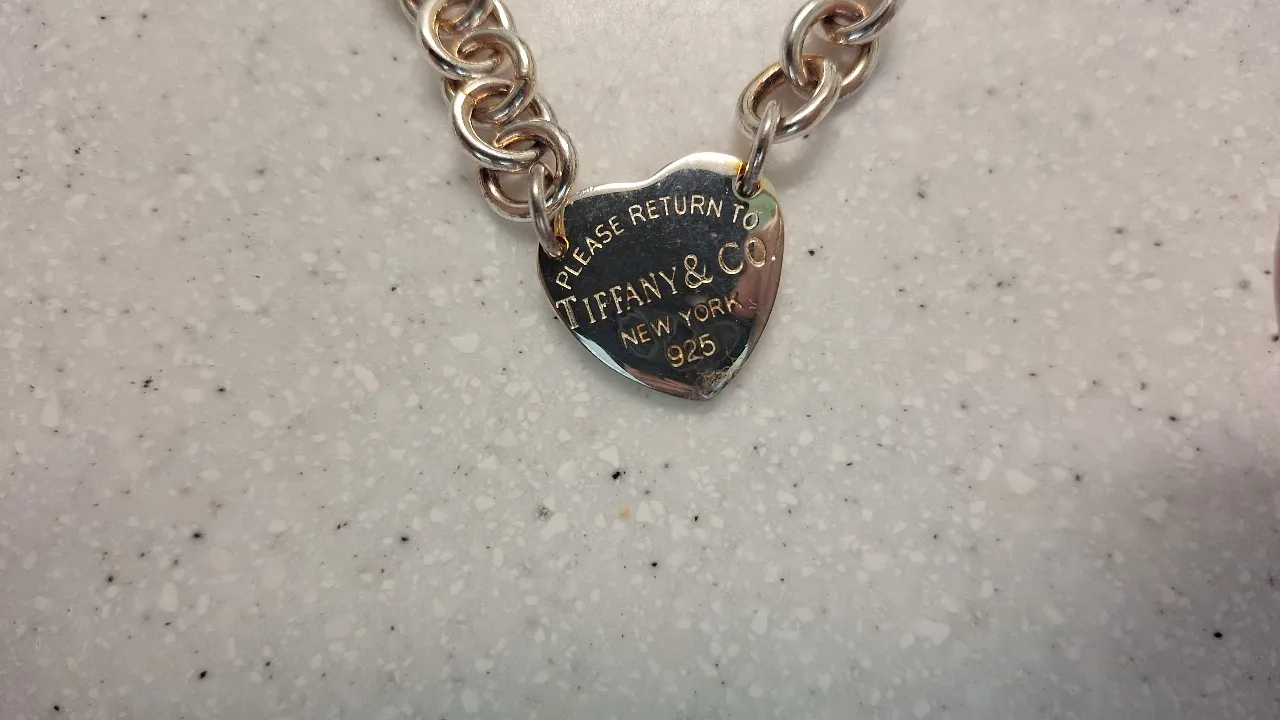 PLEASE RETURN TO
TIFFANY & CO.
NEW YORK
925